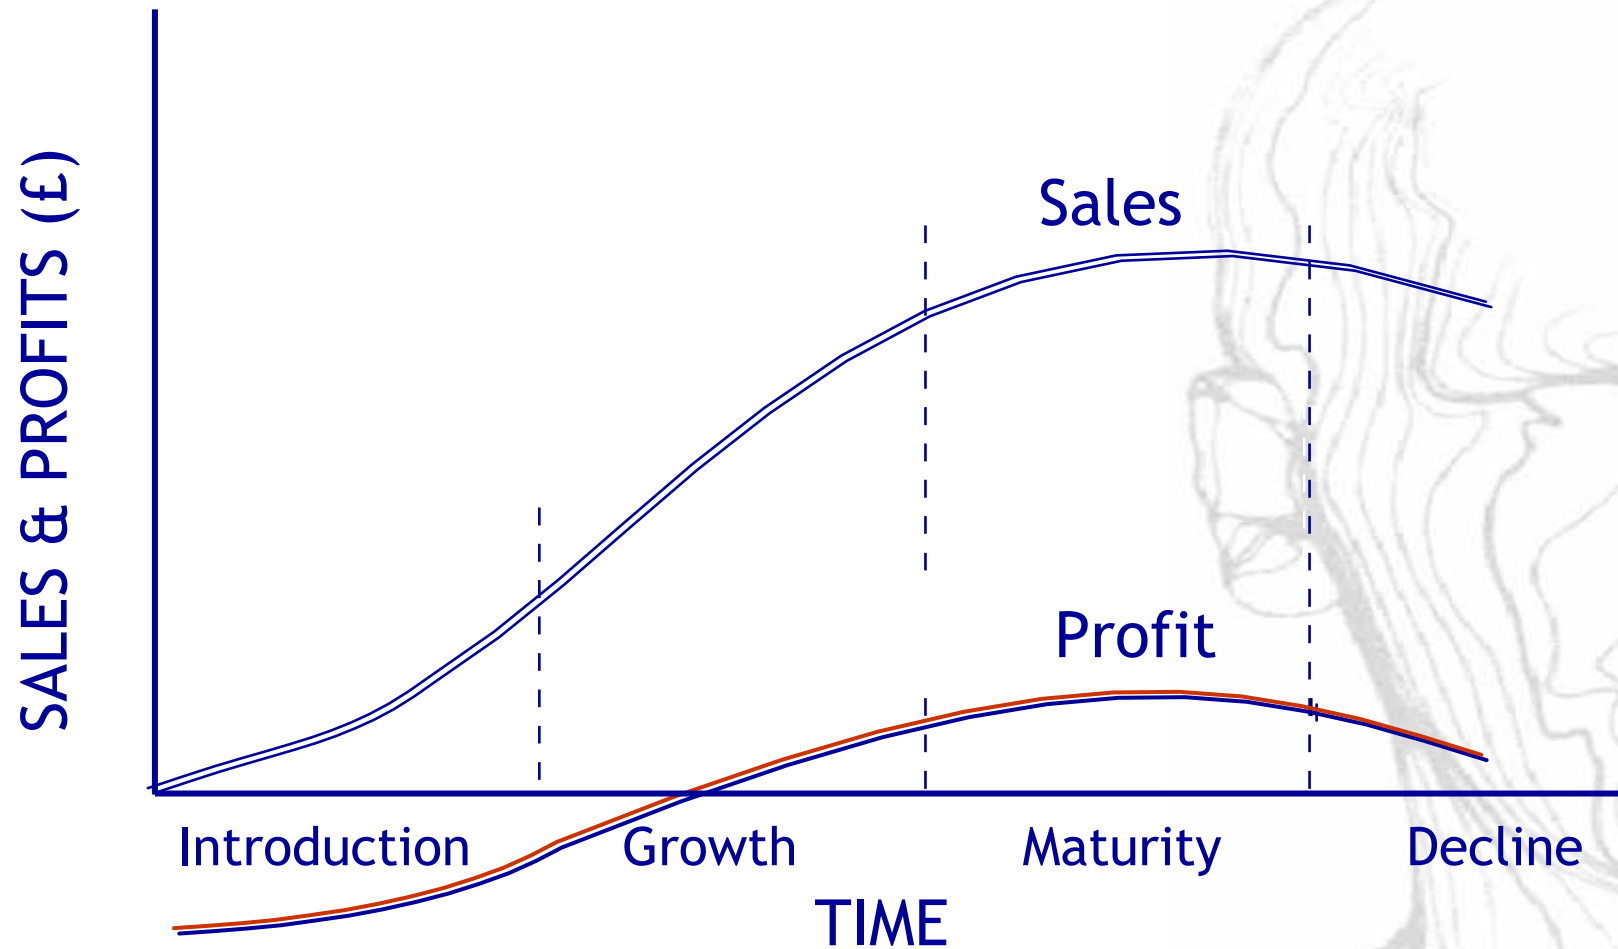 SALES & PROFITS (£)
Sales
Profit
Introduction Growth Maturity Decline
TIME